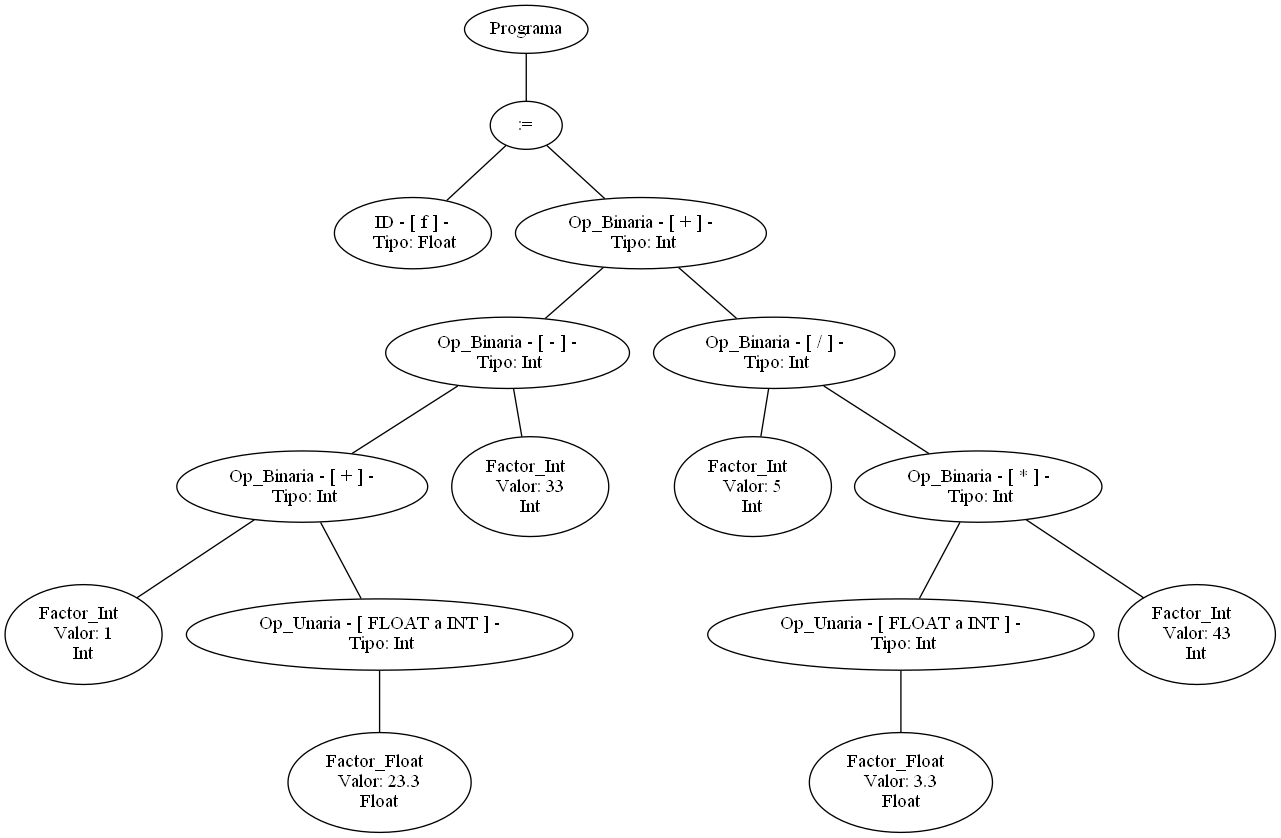 Programa
:=
ID - [ f ] -
Tipo: Float
Op_Binaria - [ + ] -
Tipo: Int
Op_Binaria - [ - ] -
Tipo: Int
Op_Binaria - [ / ] -
Tipo: Int
Op_Binaria - [ + ] -
Tipo: Int
Factor_Int
Valor: 33
Int
Factor_Int
Valor: 5
Int
Op_Binaria - [ * ] -
Tipo: Int
Factor_Int
Valor: 1
Int
Op_Unaria - [ FLOAT a INT ] -
Tipo: Int
Op_Unaria - [ FLOAT a INT ] -
Tipo: Int
Factor_Int
Valor: 43
Int
Factor_Float
Valor: 23.3
Float
Factor_Float
Valor: 3.3
Float